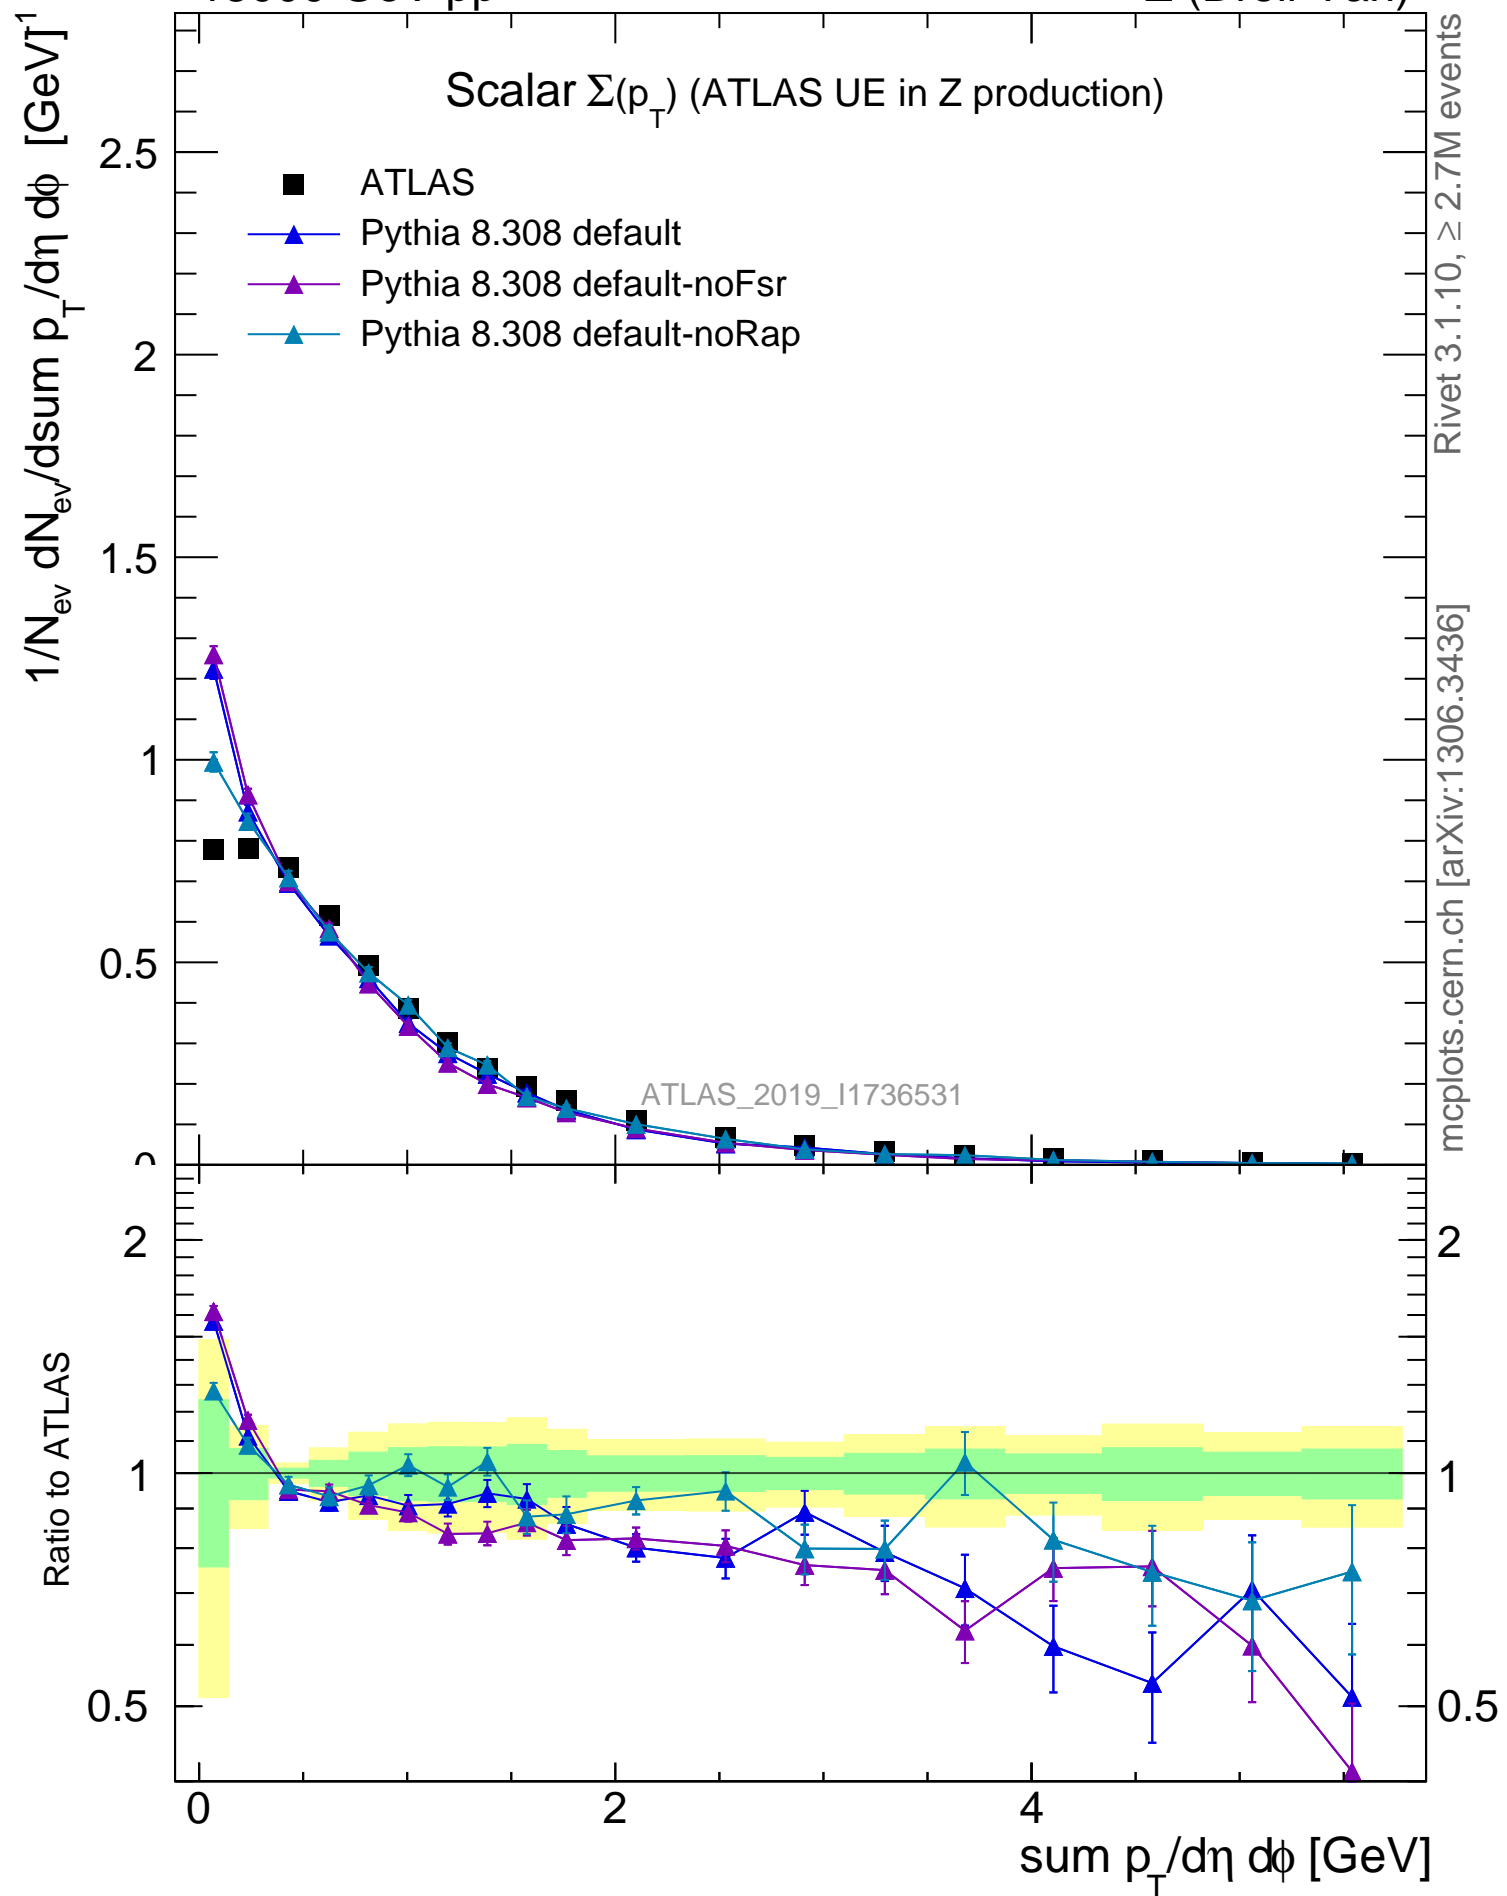 Scalar Σ(p_T) (ATLAS UE in Z production)
ATLAS
Pythia 8.308 default
Pythia 8.308 default-noFsr
Pythia 8.308 default-noRap
1/N_ev dN_ev/dsum p_T/dη dϕ [GeV]^-1
2.5
2
1.5
1
0.5
0
ATLAS_2019_I1736531
Rivet 3.1.10, ≥ 2.7M events
mcplots.cern.ch [arXiv:1306.3436]
Ratio to ATLAS
2
1
0.5
2
1
0.5
0
2
4
sum p_T/dη dϕ [GeV]